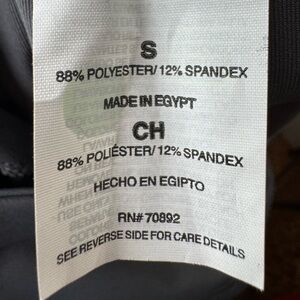 S
88% POLYESTER/ 12% SPANDEX
MADE IN EGYPT
CH
88% POLIÉSTER/ 12% SPANDEX
HECHO EN EGIPTO
RN# 70892
SEE REVERSE SIDE FOR CARE DETAILS